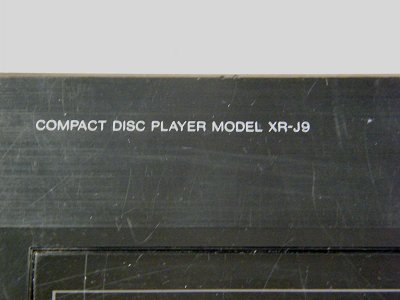 COMPACT DISC PLAYER MODEL XR-J9